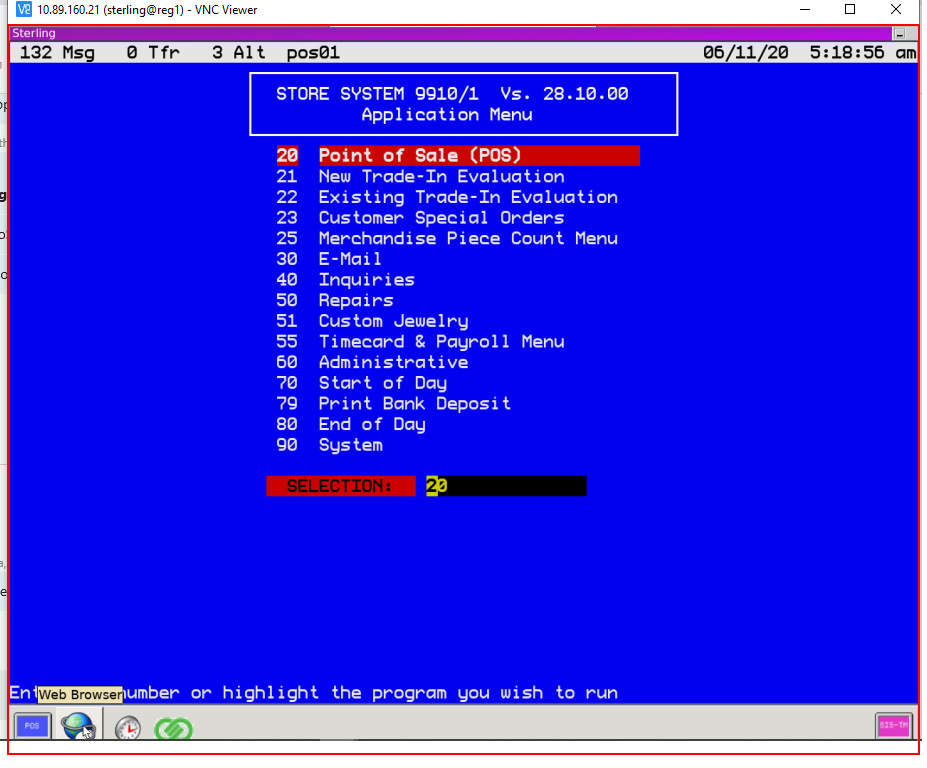 10.89.160.21 (sterling@reg1) - VNC Viewer
Sterling
132 Msg 0 Tfr 3 Alt pos01 06/11/20 5:18:56 am
STORE SYSTEM 9910/1 Vs. 28.10.00
Application Menu
20 Point of Sale (POS)
21 New Trade-In Evaluation
22 Existing Trade-In Evaluation
23 Customer Special Orders
25 Merchandise Piece Count Menu
30 E-Mail
40 Inquiries
50 Repairs
51 Custom Jewelry
55 Timecard & Payroll Menu
60 Administrative
70 Start of Day
79 Print Bank Deposit
80 End of Day
90 System
SELECTION: 20
number or highlight the program you wish to run
Web Browser
POS
SIS-TM